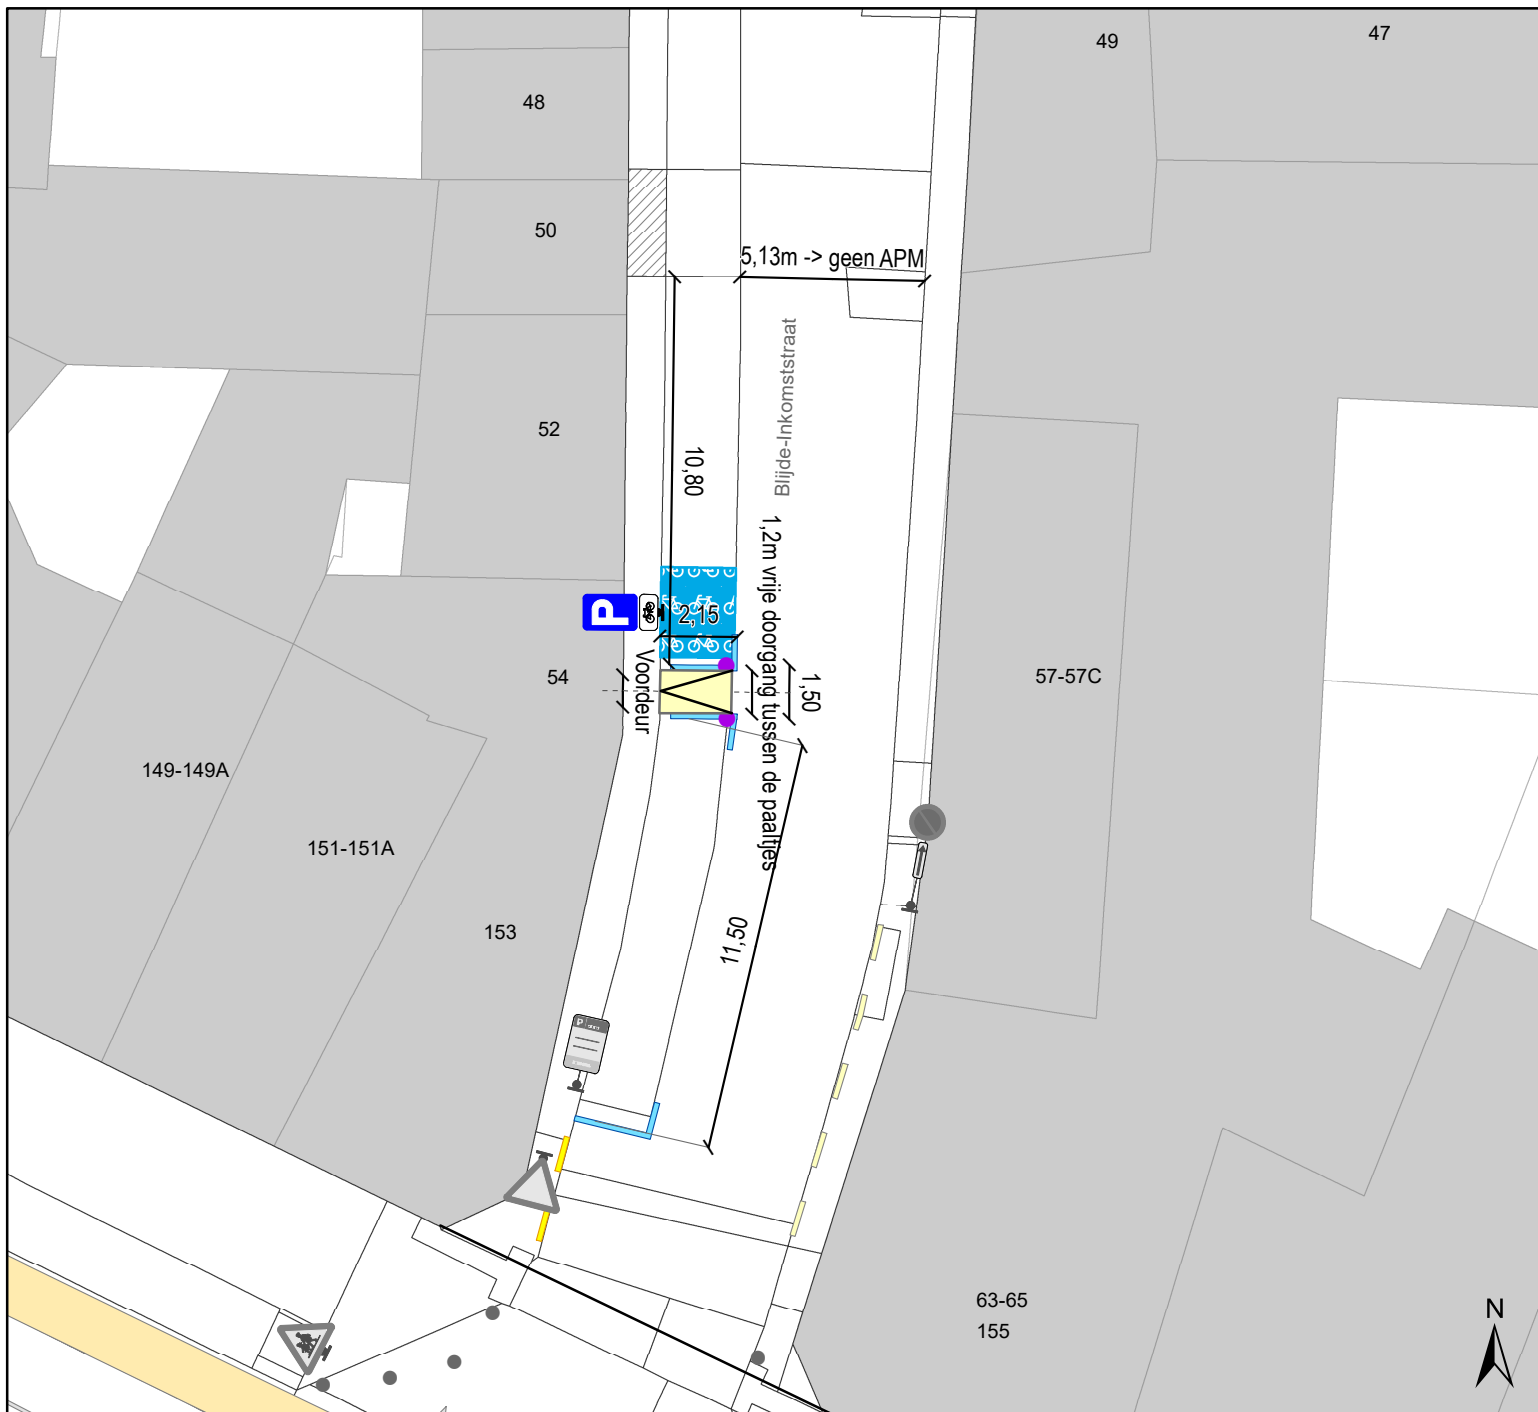 49
47
48
50
5,13m -> geen APM
Blijde-Inkomststraat
52
10,80
P
2,15
1,2m vrije doorgang tussen de paaltjes
Voordeur
1,50
54
57-57C
149-149A
151-151A
153
11,50
P
63-65
155
N